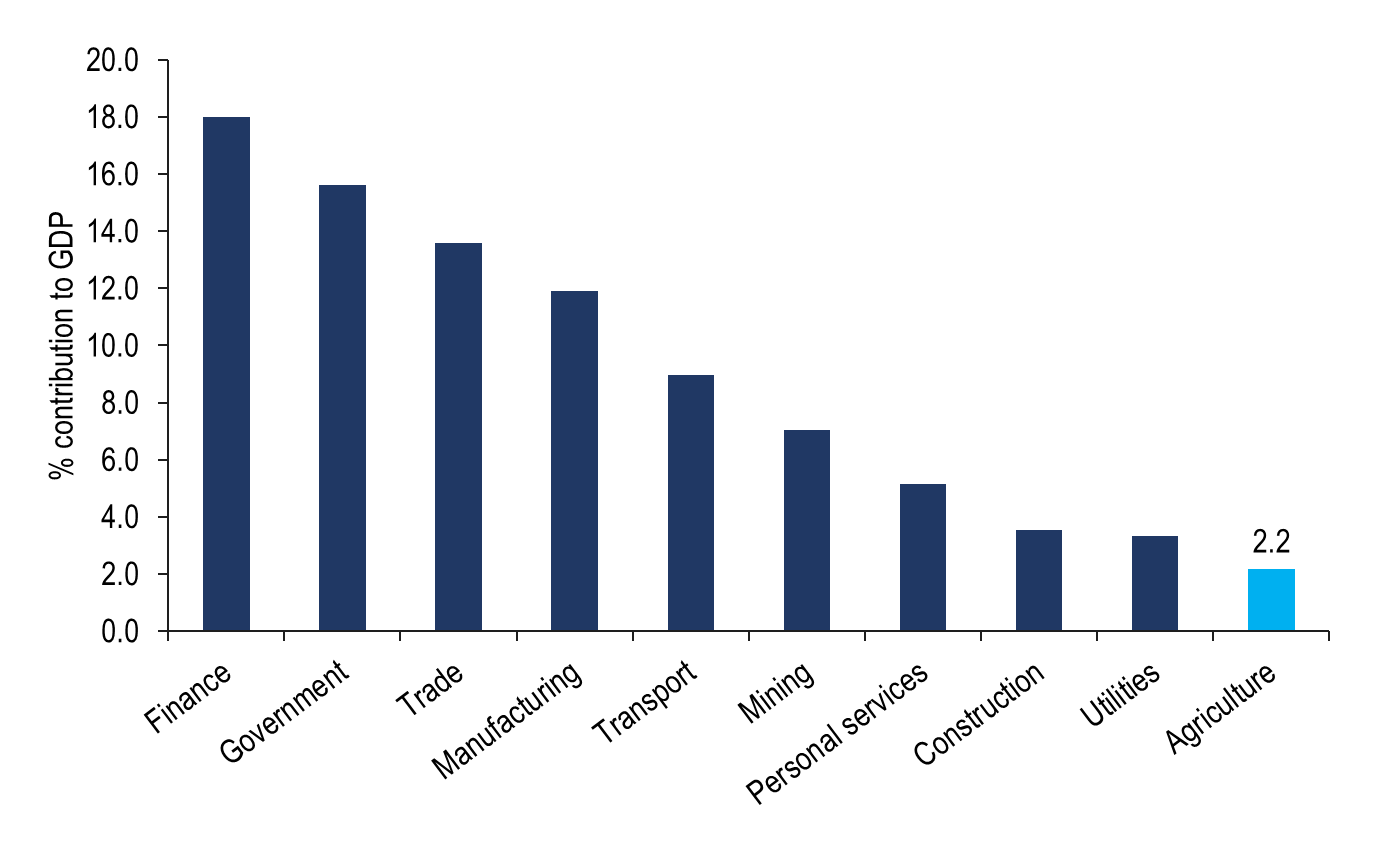 % contribution to GDP
20.0
18.0
16.0
14.0
12.0
10.0
8.0
6.0
4.0
2.0
0.0
2.2
Finance
Government
Trade
Manufacturing
Transport
Mining
Personal services
Construction
Utilities
Agriculture